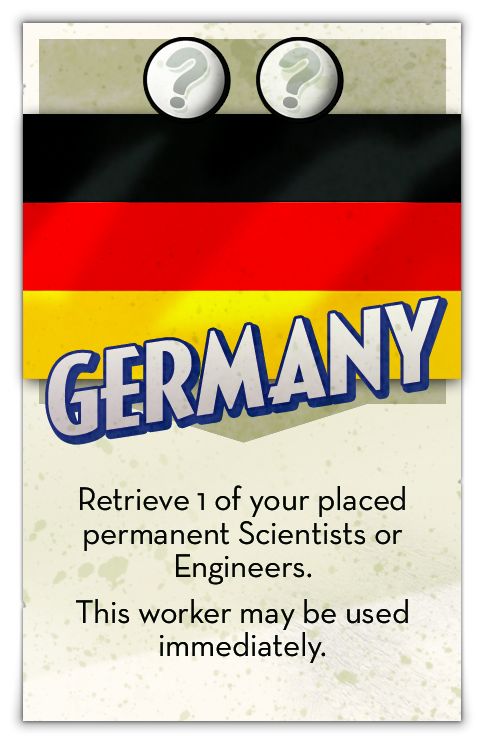 ? ?
GERMANY
Retrieve 1 of your placed
permanent Scientists or
Engineers.
This worker may be used
immediately.